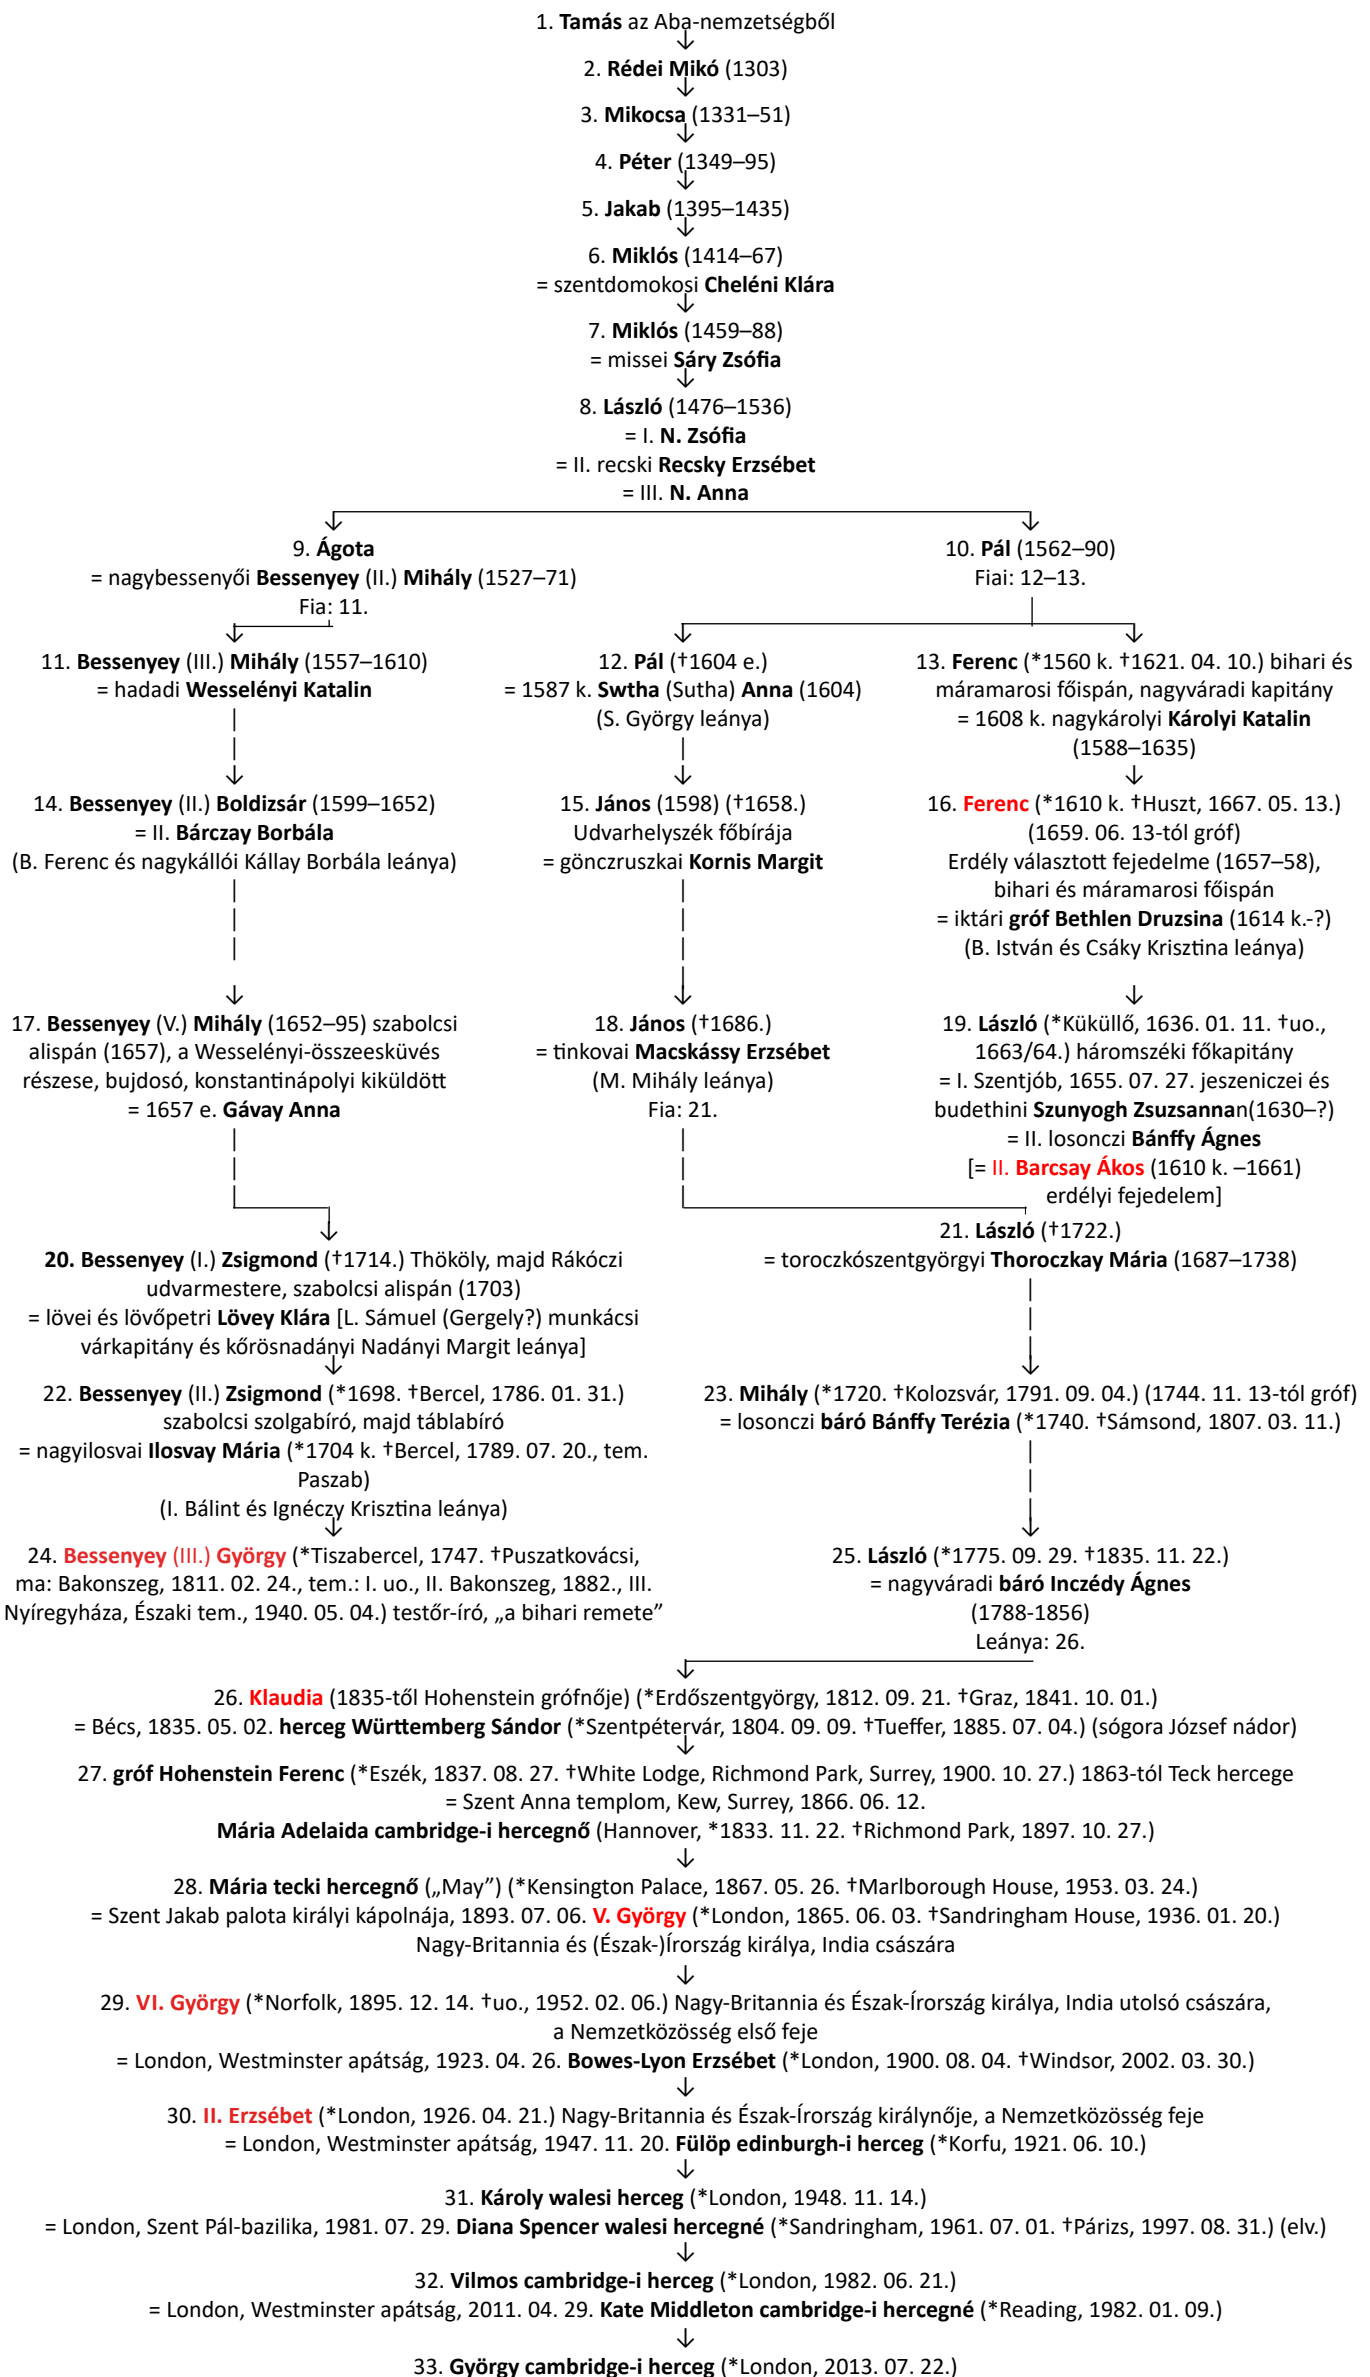 1. Tamás az Aba-nemzetségből
2. Rédei Mikó (1303)
3. Mikocsa (1331–51)
4. Péter (1349–95)
5. Jakab (1395–1435)
6. Miklós (1414–67)
= szentdomokosi Cheléni Klára
7. Miklós (1459–88)
= missei Sáry Zsófia
8. László (1476–1536)
= I. N. Zsófia
= II. recski Recsky Erzsébet
= III. N. Anna
9. Ágota
= nagybessenyői Bessenyey (II.) Mihály (1527–71)
Fia: 11.
10. Pál (1562–90)
Fiai: 12–13.
11. Bessenyey (III.) Mihály (1557–1610)
= hadadi Wesselényi Katalin
12. Pál (†1604 e.)
= 1587 k. Swtha (Sutha) Anna (1604)
(S. György leánya)
13. Ferenc (*1560 k. †1621. 04. 10.) bihari és
máramarosi főispán, nagyváradi kapitány
= 1608 k. nagykárolyi Károlyi Katalin
(1588–1635)
14. Bessenyey (II.) Boldizsár (1599–1652)
= II. Bárczay Borbála
(B. Ferenc és nagykállói Kállay Borbála leánya)
15. János (1598) (†1658.)
Udvarhelyszék főbírája
= gönczruszkai Kornis Margit
16. Ferenc (*1610 k. †Huszt, 1667. 05. 13.)
(1659. 06. 13-tól gróf)
Erdély választott fejedelme (1657–58),
bihari és máramarosi főispán
= iktári gróf Bethlen Druzsina (1614 k.-?)
(B. István és Csáky Krisztina leánya)
17. Bessenyey (V.) Mihály (1652–95) szabolcsi
alispán (1657), a Wesselényi-összeesküvés
részese, bujdosó, konstantinápolyi kiküldött
= 1657 e. Gávay Anna
18. János (†1686.)
= tinkovai Macskássy Erzsébet
(M. Mihály leánya)
Fia: 21.
19. László (*Küküllő, 1636. 01. 11. †uo.,
1663/64.) háromszéki főkapitány
= I. Szentjób, 1655. 07. 27. jeszeniczei és
budethini Szunyogh Zsuzsannan(1630–?)
= II. losonczi Bánffy Ágnes
[= II. Barcsay Ákos (1610 k. –1661)
erdélyi fejedelem]
20. Bessenyey (I.) Zsigmond (†1714.) Thököly, majd Rákóczi
udvarmestere, szabolcsi alispán (1703)
= lövei és lövőpetri Lövey Klára [L. Sámuel (Gergely?) munkácsi
várkapitány és kőrösnadányi Nadányi Margit leánya]
21. László (†1722.)
= toroczkószentgyörgyi Thoroczkay Mária (1687–1738)
22. Bessenyey (II.) Zsigmond (*1698. †Bercel, 1786. 01. 31.)
szabolcsi szolgabíró, majd táblabíró
= nagyilosvai Ilosvay Mária (*1704 k. †Bercel, 1789. 07. 20., tem.
Paszab)
(I. Bálint és Ignéczy Krisztina leánya)
23. Mihály (*1720. †Kolozsvár, 1791. 09. 04.) (1744. 11. 13-tól gróf)
= losonczi báró Bánffy Terézia (*1740. †Sámsond, 1807. 03. 11.)
24. Bessenyey (III.) György (*Tiszabercel, 1747. †Puszatkovácsi,
ma: Bakonszeg, 1811. 02. 24., tem.: I. uo., II. Bakonszeg, 1882., III.
Nyíregyháza, Északi tem., 1940. 05. 04.) testőr-író, „a bihari remete”
25. László (*1775. 09. 29. †1835. 11. 22.)
= nagyváradi báró Inczédy Ágnes
(1788-1856)
Leánya: 26.
26. Klaudia (1835-től Hohenstein grófnője) (*Erdőszentgyörgy, 1812. 09. 21. †Graz, 1841. 10. 01.)
= Bécs, 1835. 05. 02. herceg Württemberg Sándor (*Szentpétervár, 1804. 09. 09. †Tueffer, 1885. 07. 04.) (sógora József nádor)
27. gróf Hohenstein Ferenc (*Eszék, 1837. 08. 27. †White Lodge, Richmond Park, Surrey, 1900. 10. 27.) 1863-tól Teck hercege
= Szent Anna templom, Kew, Surrey, 1866. 06. 12.
Mária Adelaida cambridge-i hercegnő (Hannover, *1833. 11. 22. †Richmond Park, 1897. 10. 27.)
28. Mária tecki hercegnő („May”) (*Kensington Palace, 1867. 05. 26. †Marlborough House, 1953. 03. 24.)
= Szent Jakab palota királyi kápolnája, 1893. 07. 06. V. György (*London, 1865. 06. 03. †Sandringham House, 1936. 01. 20.)
Nagy-Britannia és (Észak-)Írország királya, India császára
29. VI. György (*Norfolk, 1895. 12. 14. †uo., 1952. 02. 06.) Nagy-Britannia és Észak-Írország királya, India utolsó császára,
a Nemzetközösség első feje
= London, Westminster apátság, 1923. 04. 26. Bowes-Lyon Erzsébet (*London, 1900. 08. 04. †Windsor, 2002. 03. 30.)
30. II. Erzsébet (*London, 1926. 04. 21.) Nagy-Britannia és Észak-Írország királynője, a Nemzetközösség feje
= London, Westminster apátság, 1947. 11. 20. Fülöp edinburgh-i herceg (*Korfu, 1921. 06. 10.)
31. Károly walesi herceg (*London, 1948. 11. 14.)
= London, Szent Pál-bazilika, 1981. 07. 29. Diana Spencer walesi hercegné (*Sandringham, 1961. 07. 01. †Párizs, 1997. 08. 31.) (elv.)
32. Vilmos cambridge-i herceg (*London, 1982. 06. 21.)
= London, Westminster apátság, 2011. 04. 29. Kate Middleton cambridge-i hercegné (*Reading, 1982. 01. 09.)
33. György cambridge-i herceg (*London, 2013. 07. 22.)